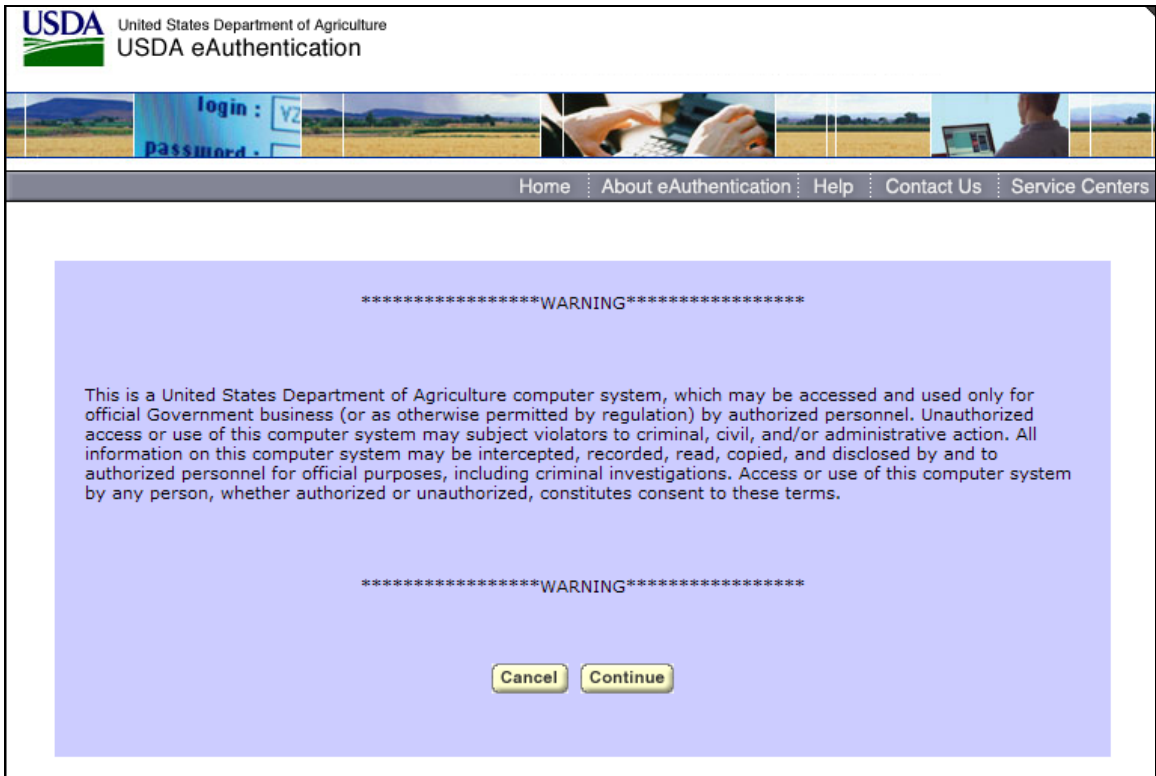 USDA
United States Department of Agriculture
USDA eAuthentication
login :
password :
Home
About eAuthentication
Help
Contact Us
Service Centers
*****************WARNING*****************
This is a United States Department of Agriculture computer system, which may be accessed and used only for
official Government business (or as otherwise permitted by regulation) by authorized personnel. Unauthorized
access or use of this computer system may subject violators to criminal, civil, and/or administrative action. All
information on this computer system may be intercepted, recorded, read, copied, and disclosed by and to
authorized personnel for official purposes, including criminal investigations. Access or use of this computer system
by any person, whether authorized or unauthorized, constitutes consent to these terms.
*****************WARNING*****************
Cancel
Continue